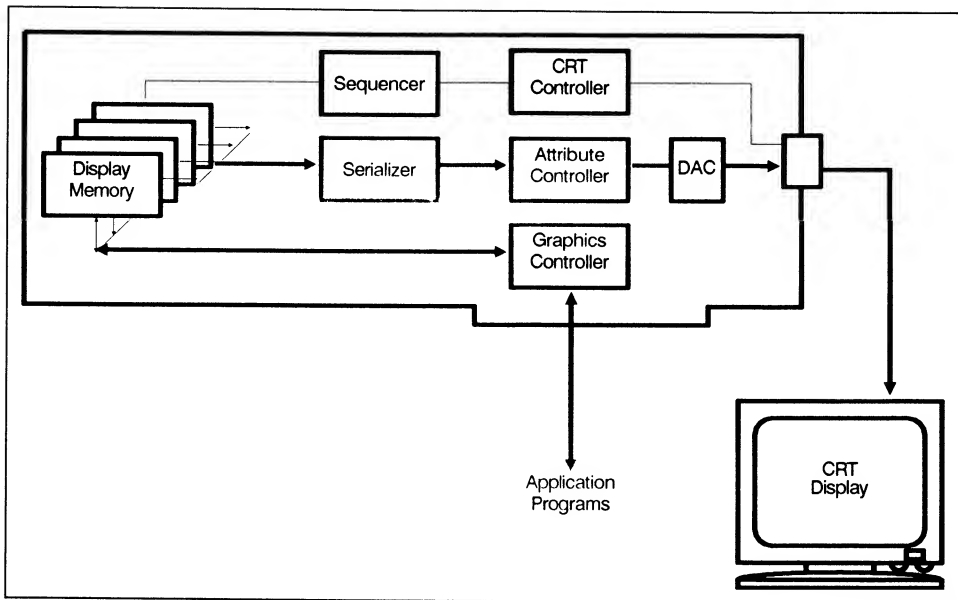 Sequencer
CRT
Controller
Display
Memory
Serializer
Attribute
Controller
DAC
Graphics
Controller
Application
Programs
CRT
Display